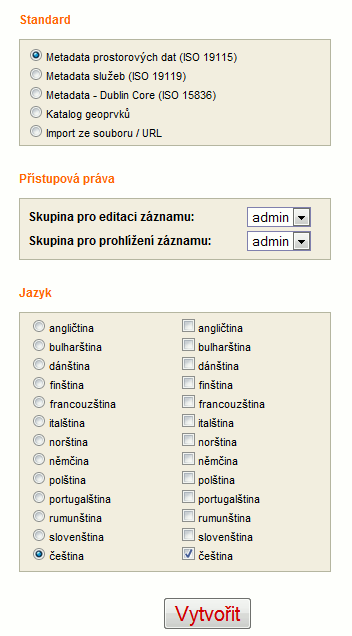 Standard
Metadata prostorových dat (ISO 19115)
Metadata služeb (ISO 19119)
Metadata - Dublin Core (ISO 15836)
Katalog geoprvků
Import ze souboru / URL
Přístupová práva
Skupina pro editaci záznamu: admin
Skupina pro prohlížení záznamu: admin
Jazyk
angličtina angličtina
bulharština bulharština
dánština dánština
finština finština
francouzština francouzština
italština italština
norština norština
němčina němčina
polština polština
portugalština portugalština
rumunština rumunština
slovenština slovenština
čeština čeština
Vytvořit